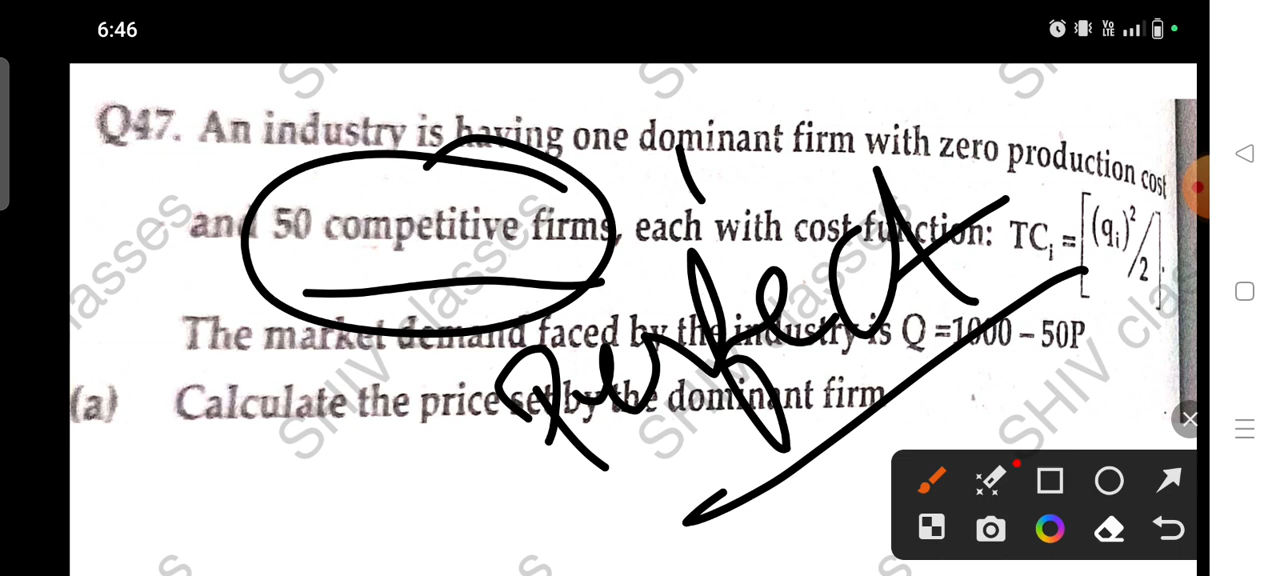 6:46
Vo LTE
Q47. An industry is having one dominant firm with zero production cost
and 50 competitive firms, each with cost function: TCᵢ = [(qᵢ)²/2].
The market demand faced by the industry is Q =1000 – 50P
(a) Calculate the price set by the dominant firm
Perfect
SHIV classes